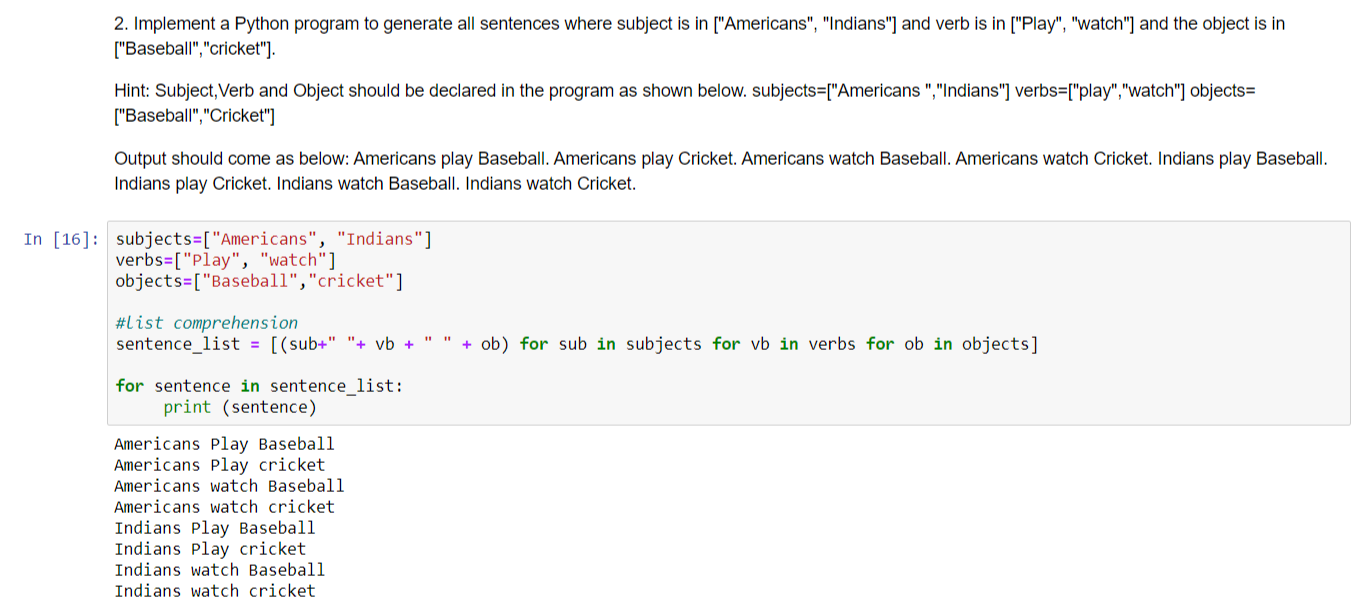 2. Implement a Python program to generate all sentences where subject is in ["Americans", "Indians"] and verb is in ["Play", "watch"] and the object is in
["Baseball","cricket"].
Hint: Subject,Verb and Object should be declared in the program as shown below. subjects=["Americans ","Indians"] verbs=["play","watch"] objects=
["Baseball","Cricket"]
Output should come as below: Americans play Baseball. Americans play Cricket. Americans watch Baseball. Americans watch Cricket. Indians play Baseball.
Indians play Cricket. Indians watch Baseball. Indians watch Cricket.
In [16]: subjects=["Americans", "Indians"]
verbs=["Play", "watch"]
objects=["Baseball","cricket"]
#list comprehension
sentence_list = [(sub+" "+ vb + " " + ob) for sub in subjects for vb in verbs for ob in objects]
for sentence in sentence_list:
     print (sentence)
Americans Play Baseball
Americans Play cricket
Americans watch Baseball
Americans watch cricket
Indians Play Baseball
Indians Play cricket
Indians watch Baseball
Indians watch cricket